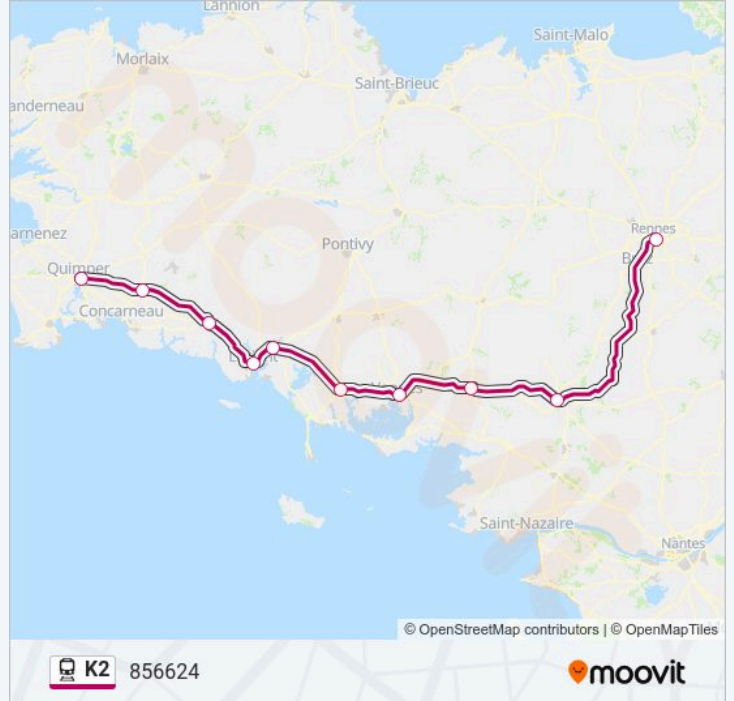 Lannion
Saint-Malo
Morlaix
Saint-Brieuc
anderneau
Rennes
arnenez
Pontivy
Quimper
Concarneau
Saint-Nazaire
Nantes
© OpenStreetMap contributors | © OpenMapTiles
K2 856624
moovit